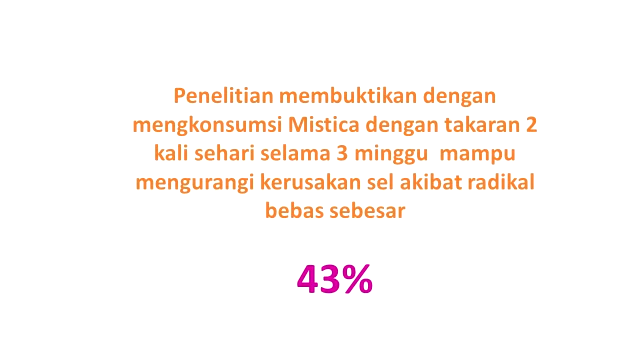 Penelitian membuktikan dengan
mengkonsumsi Mistica dengan takaran 2
kali sehari selama 3 minggu mampu
mengurangi kerusakan sel akibat radikal
bebas sebesar
43%